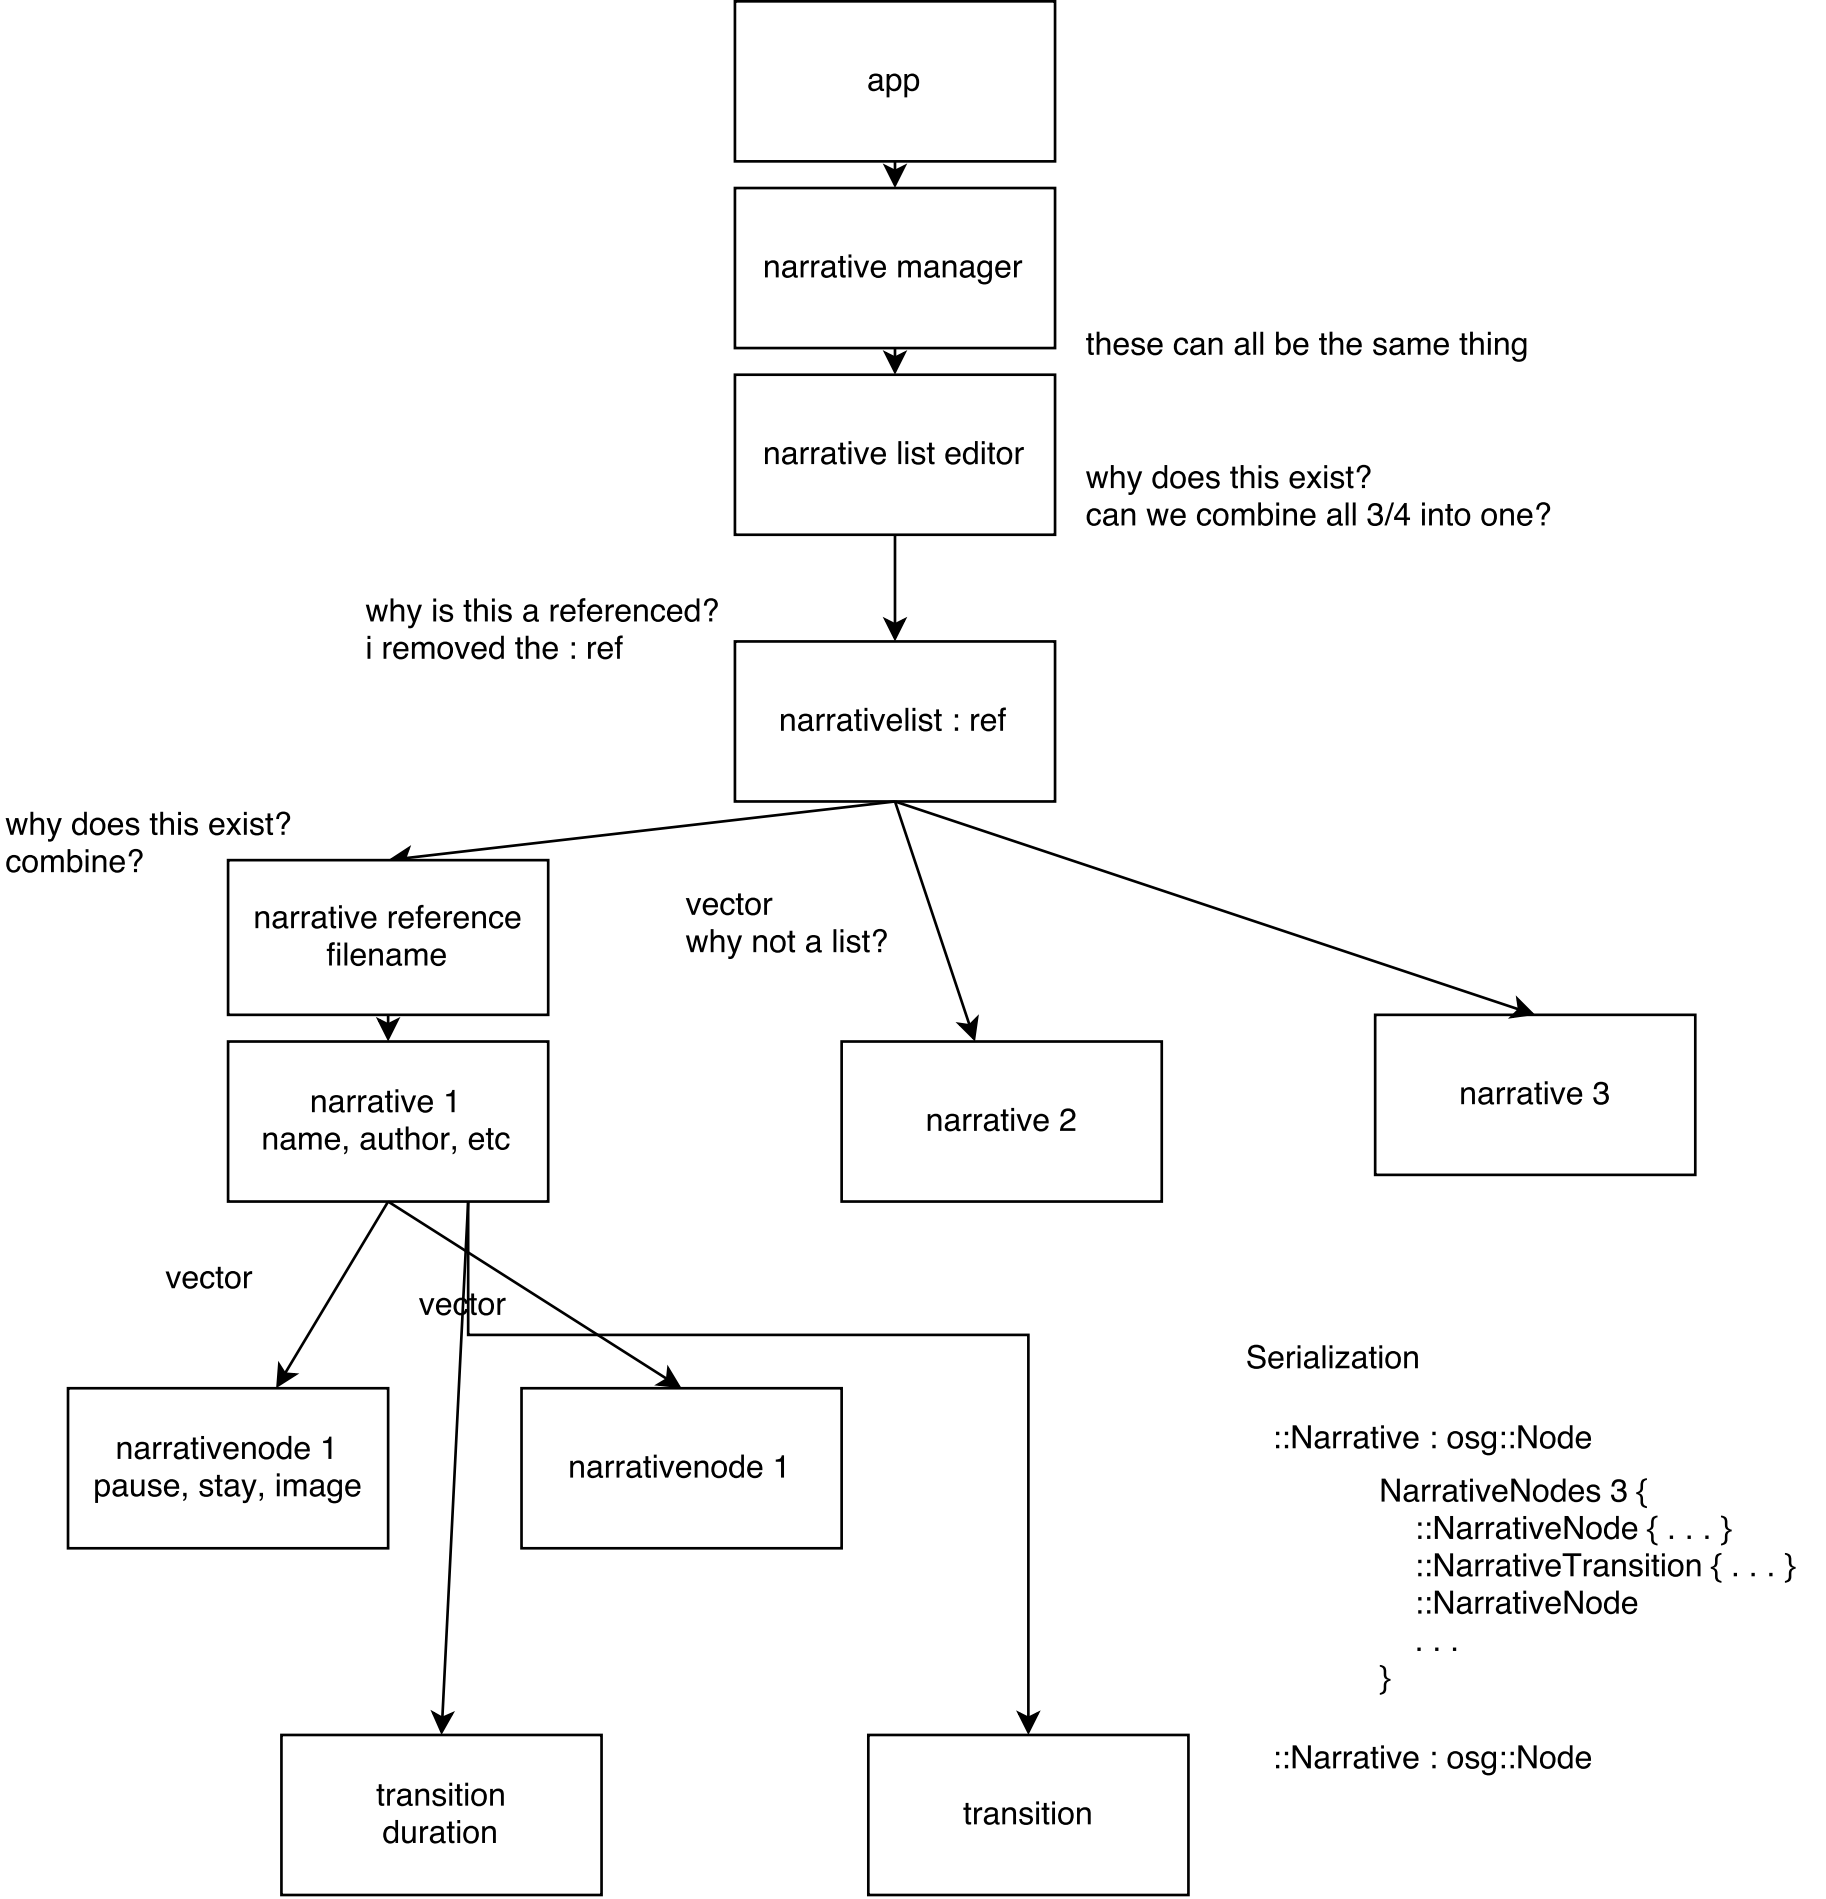 app
narrative manager
these can all be the same thing
narrative list editor
why does this exist?
can we combine all 3/4 into one?
why is this a referenced?
i removed the : ref
narrativelist : ref
why does this exist?
combine?
narrative reference
filename
vector
why not a list?
narrative 1
name, author, etc
narrative 2
narrative 3
vector
vector
narrativenode 1
pause, stay, image
narrativenode 1
Serialization
::Narrative : osg::Node
NarrativeNodes 3 {
::NarrativeNode { . . . }
::NarrativeTransition { . . . }
::NarrativeNode
. . .
}
::Narrative : osg::Node
transition
duration
transition